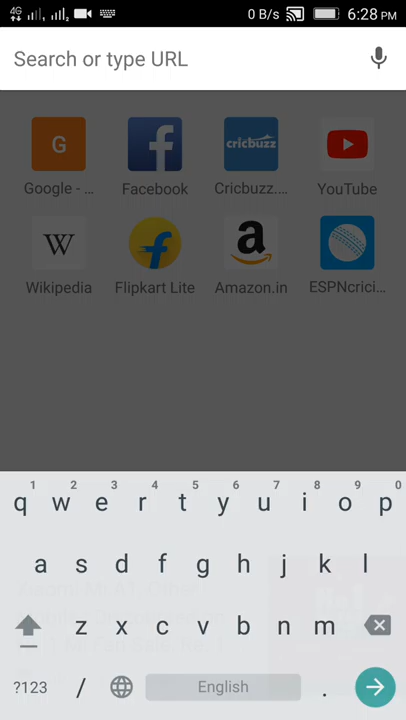 4G 0 B/s 6:28 PM
Search or type URL
G f cricbuzz
Google - ... Facebook Cricbuzz.... YouTube
W f a
Wikipedia Flipkart Lite Amazon.in ESPNcrici...
1 2 3 4 5 6 7 8 9 0
q w e r t y u i o p
a s d f g h j k l
z x c v b n m
?123 / English .